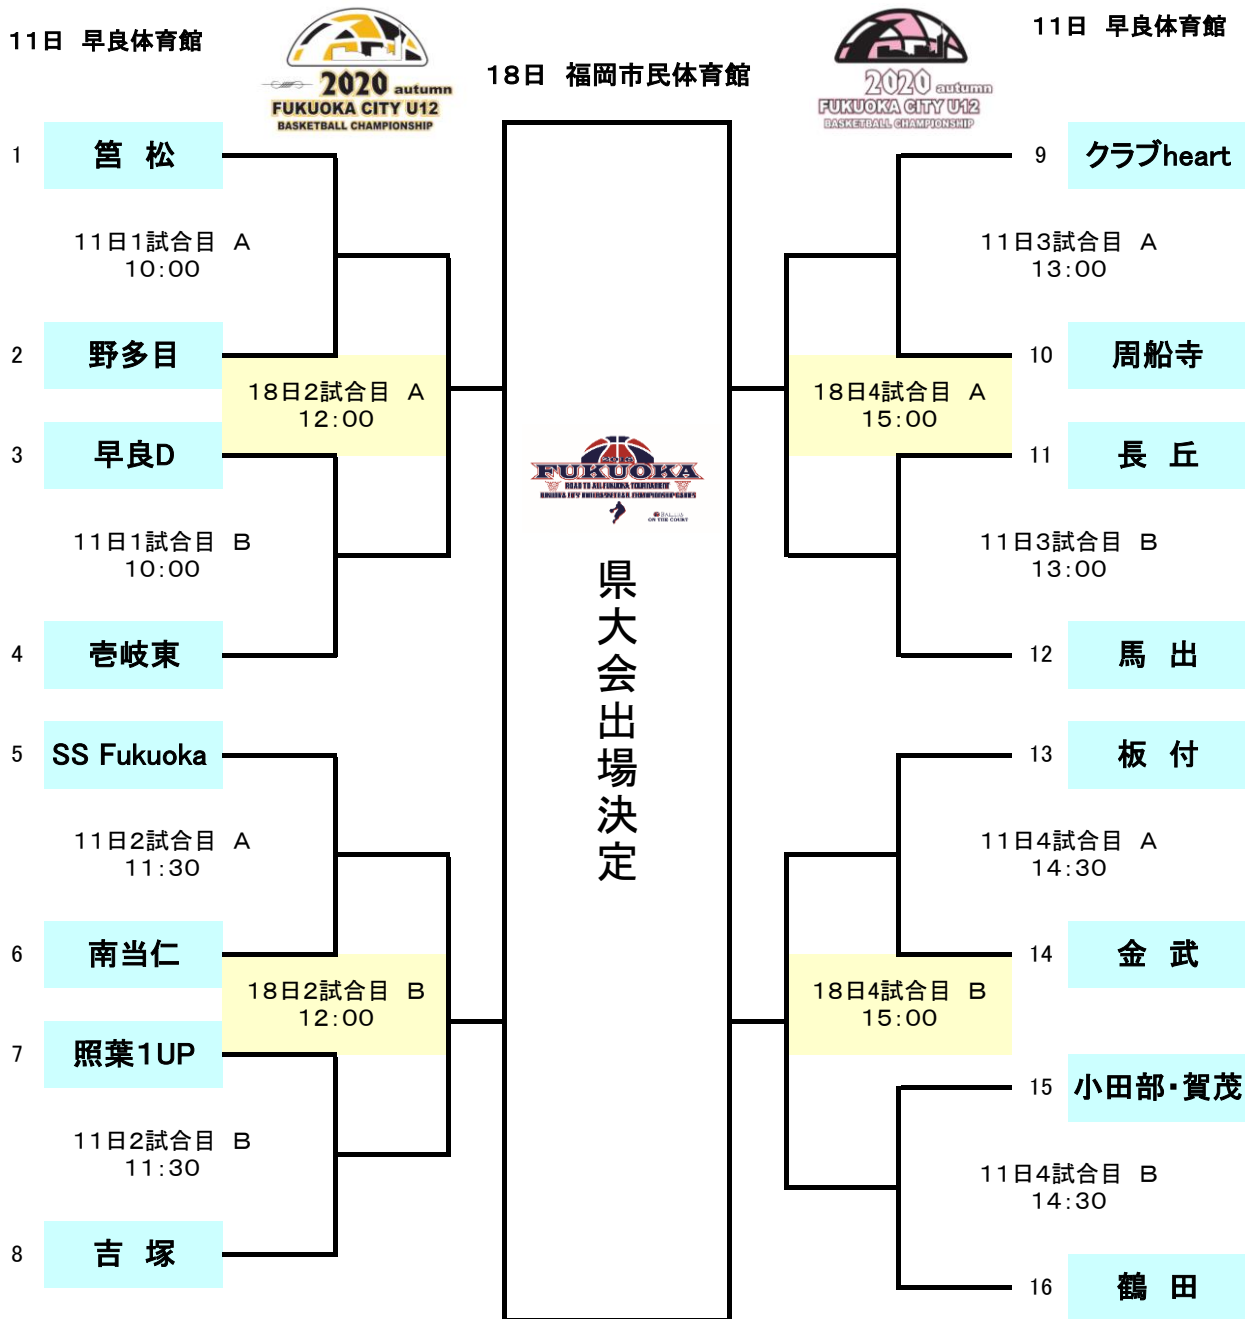 11日 早良体育館
2020 autumn
FUKUOKA CITY U12
BASKETBALL CHAMPIONSHIP
18日 福岡市民体育館
2020 autumn
FUKUOKA CITY U12
BASKETBALL CHAMPIONSHIP
11日 早良体育館
1 筥 松
11日1試合目 A
10:00
2 野多目
18日2試合目 A
12:00
3 早良D
11日1試合目 B
10:00
4 壱岐東
5 SS Fukuoka
11日2試合目 A
11:30
6 南当仁
18日2試合目 B
12:00
7 照葉1UP
11日2試合目 B
11:30
8 吉 塚
FUKUOKA
ROAD TO ALL FUKUOKA TOURNAMENT
ON THE COURT
県大会出場決定
9 クラブheart
11日3試合目 A
13:00
10 周船寺
18日4試合目 A
15:00
11 長 丘
11日3試合目 B
13:00
12 馬 出
13 板 付
11日4試合目 A
14:30
14 金 武
18日4試合目 B
15:00
15 小田部・賀茂
11日4試合目 B
14:30
16 鶴 田